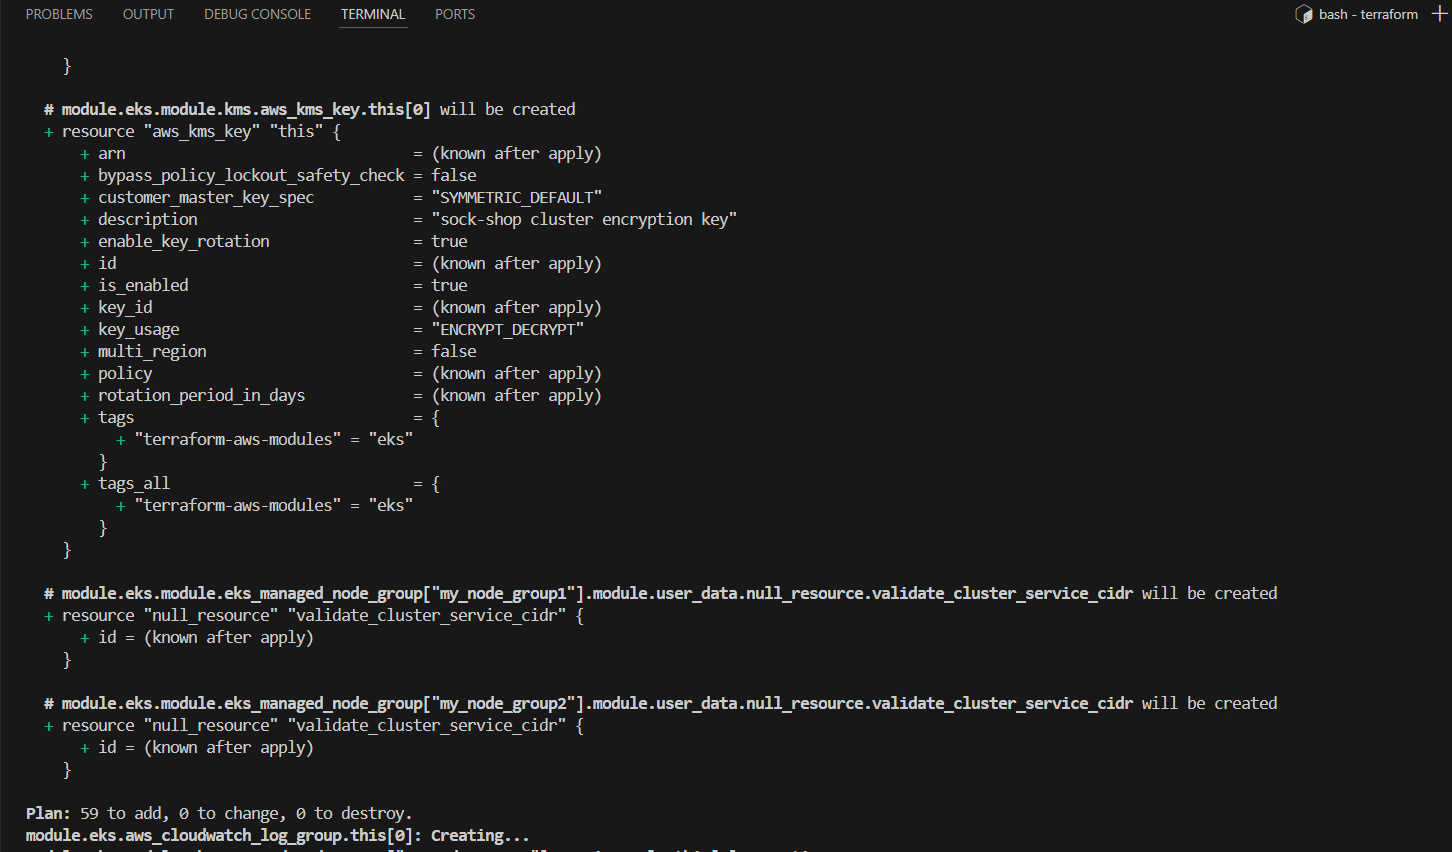 PROBLEMS OUTPUT DEBUG CONSOLE TERMINAL PORTS bash - terraform +
}
# module.eks.module.kms.aws_kms_key.this[0] will be created
+ resource "aws_kms_key" "this" {
+ arn = (known after apply)
+ bypass_policy_lockout_safety_check = false
+ customer_master_key_spec = "SYMMETRIC_DEFAULT"
+ description = "sock-shop cluster encryption key"
+ enable_key_rotation = true
+ id = (known after apply)
+ is_enabled = true
+ key_id = (known after apply)
+ key_usage = "ENCRYPT_DECRYPT"
+ multi_region = false
+ policy = (known after apply)
+ rotation_period_in_days = (known after apply)
+ tags = {
+ "terraform-aws-modules" = "eks"
}
+ tags_all = {
+ "terraform-aws-modules" = "eks"
}
}
# module.eks.module.eks_managed_node_group["my_node_group1"].module.user_data.null_resource.validate_cluster_service_cidr will be created
+ resource "null_resource" "validate_cluster_service_cidr" {
+ id = (known after apply)
}
# module.eks.module.eks_managed_node_group["my_node_group2"].module.user_data.null_resource.validate_cluster_service_cidr will be created
+ resource "null_resource" "validate_cluster_service_cidr" {
+ id = (known after apply)
}
Plan: 59 to add, 0 to change, 0 to destroy.
module.eks.aws_cloudwatch_log_group.this[0]: Creating...